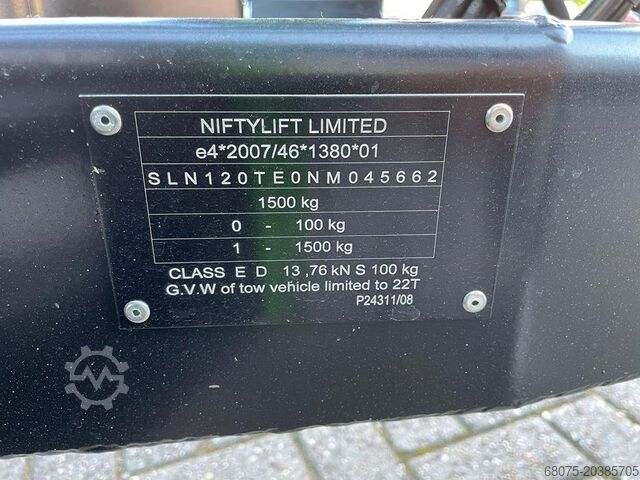 NIFTYLIFT LIMITED
e4*2007/46*1380*01
SLN120TE0NM045662
1500 kg
0 - 100 kg
1 - 1500 kg
CLASS E D 13 ,76 kN S 100 kg
G.V.W of tow vehicle limited to 22T
P24311/08
68075-20385705